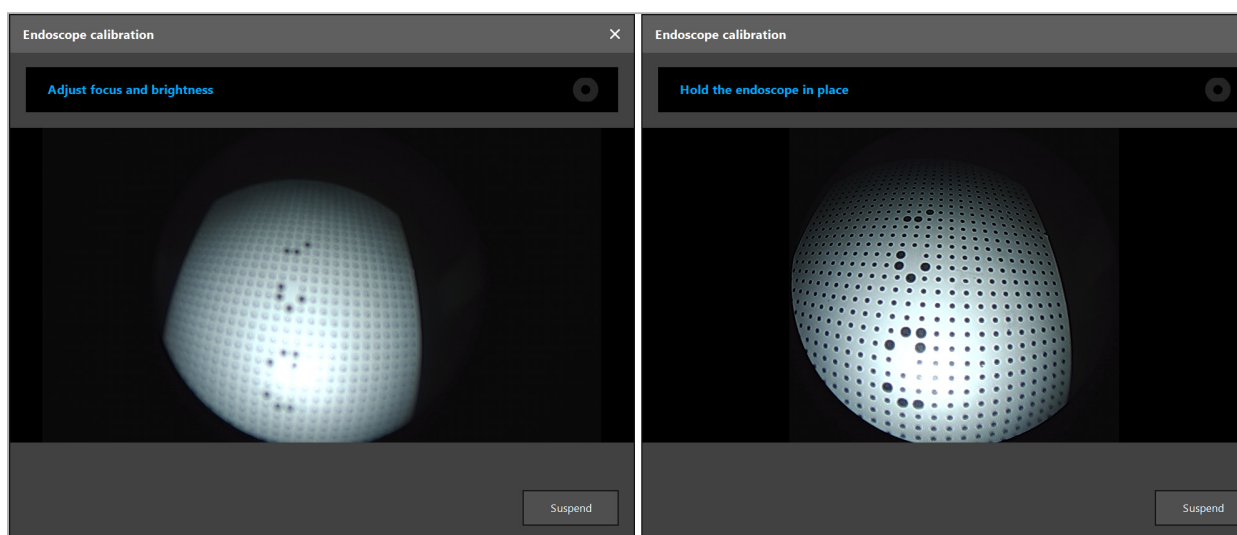 Endoscope calibration
Adjust focus and brightness
Suspend
Endoscope calibration
Hold the endoscope in place
Suspend